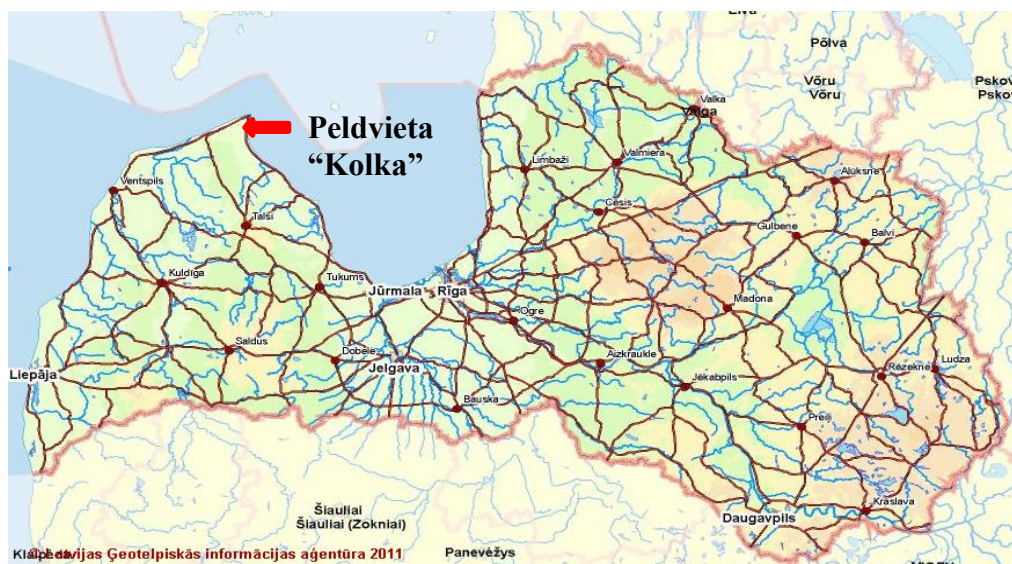 Elva
Põlva
Võru
Võru
Pskov
Pskov
Valka
Valga
Peldvieta
“Kolka”
Limbaži
Valmiera
Alūksne
Ventspils
Cēsis
Talsi
Gulbene
Balvi
Kuldīga
Tukums
Jūrmala
Rīga
Madona
Ogre
Saldus
Dobele
Jelgava
Aizkraukle
Ludza
Liepāja
Jēkabpils
Rēzekne
Bauska
Preiļi
Krāslava
Šiauliai
Šiauliai (Zokniai)
Daugavpils
Latvijas Ģeotelpiskās informācijas aģentūra 2011
Panevėžys